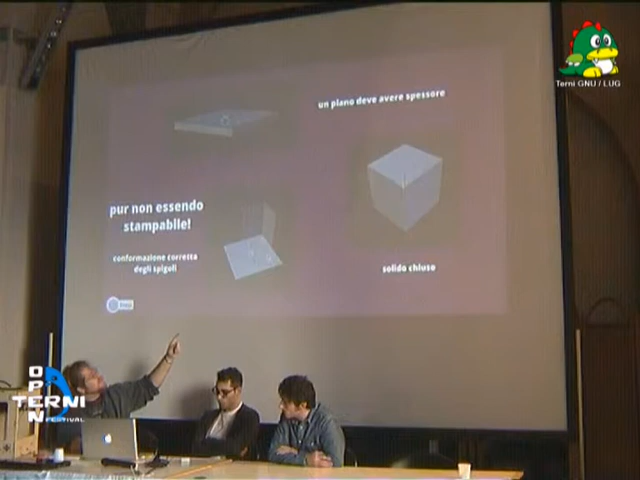 Terni GNU / LUG
un piano deve avere spessore
pur non essendo
stampabile!
conformazione corretta
degli spigoli
solido chiuso
OPEN
TERNI
FESTIVAL